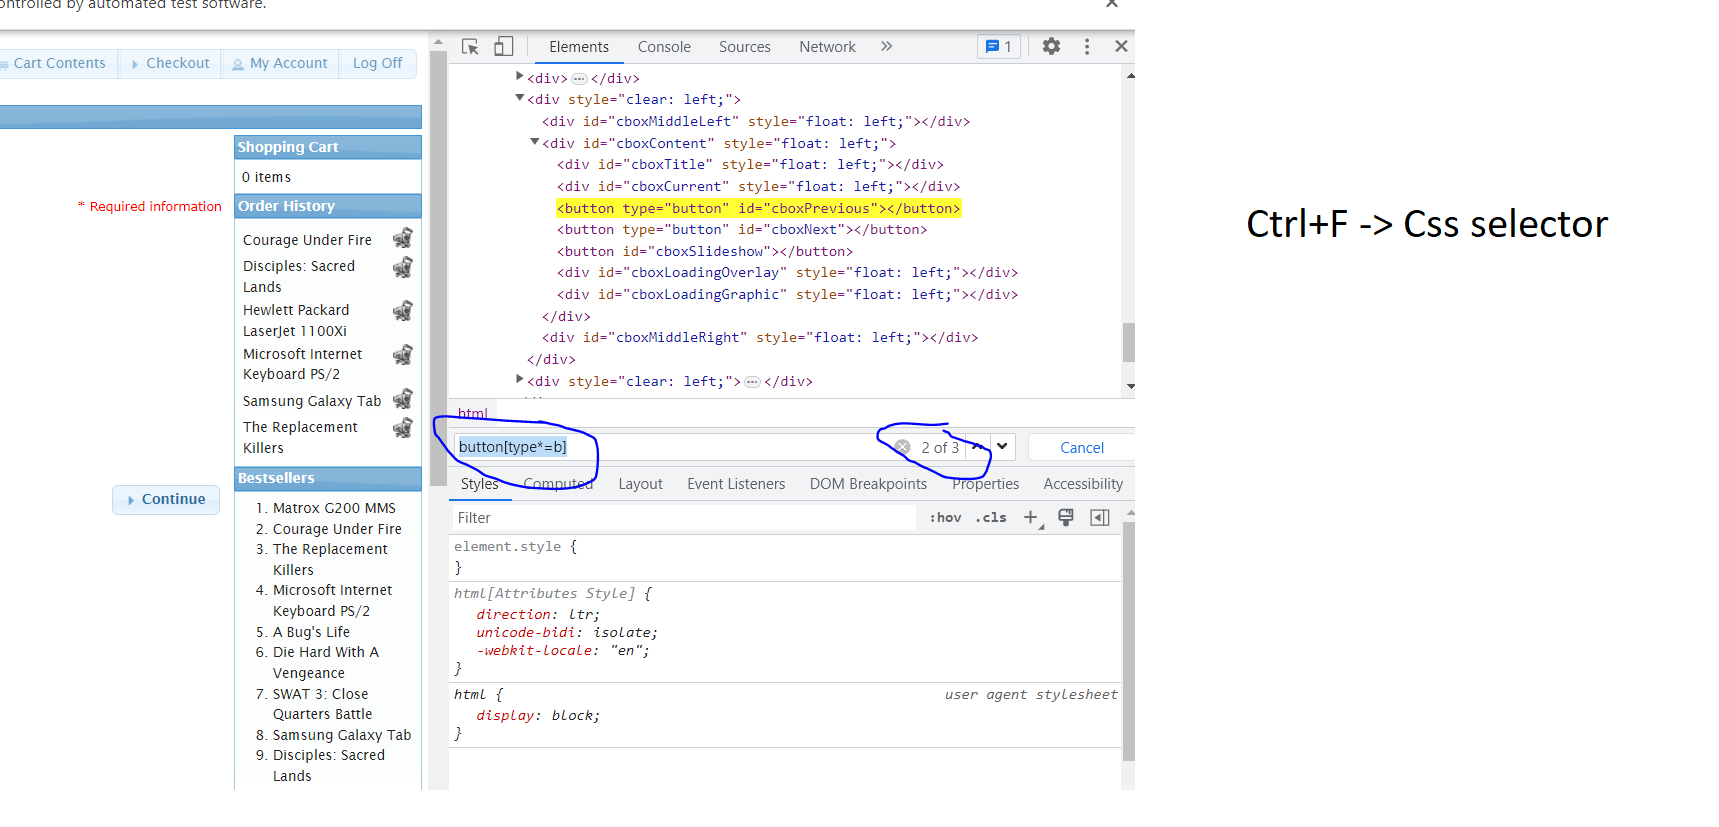 ontrolled by automated test software.
Cart Contents Checkout My Account Log Off
Shopping Cart
0 items
* Required information
Order History
Courage Under Fire
Disciples: Sacred
Lands
Hewlett Packard
LaserJet 1100Xi
Microsoft Internet
Keyboard PS/2
Samsung Galaxy Tab
The Replacement
Killers
Bestsellers
Continue
1. Matrox G200 MMS
2. Courage Under Fire
3. The Replacement
Killers
4. Microsoft Internet
Keyboard PS/2
5. A Bug's Life
6. Die Hard With A
Vengeance
7. SWAT 3: Close
Quarters Battle
8. Samsung Galaxy Tab
9. Disciples: Sacred
Lands
Elements Console Sources Network » 1
<div>…</div>
<div style="clear: left;">
<div id="cboxMiddleLeft" style="float: left;"></div>
<div id="cboxContent" style="float: left;">
<div id="cboxTitle" style="float: left;"></div>
<div id="cboxCurrent" style="float: left;"></div>
<button type="button" id="cboxPrevious"></button>
<button type="button" id="cboxNext"></button>
<button id="cboxSlideshow"></button>
<div id="cboxLoadingOverlay" style="float: left;"></div>
<div id="cboxLoadingGraphic" style="float: left;"></div>
</div>
<div id="cboxMiddleRight" style="float: left;"></div>
</div>
<div style="clear: left;">…</div>
html
button[type*=b] 2 of 3 Cancel
Styles Computed Layout Event Listeners DOM Breakpoints Properties Accessibility
Filter :hov .cls
element.style {
}
html[Attributes Style] {
direction: ltr;
unicode-bidi: isolate;
-webkit-locale: "en";
}
html { user agent stylesheet
display: block;
}
Ctrl+F -> Css selector